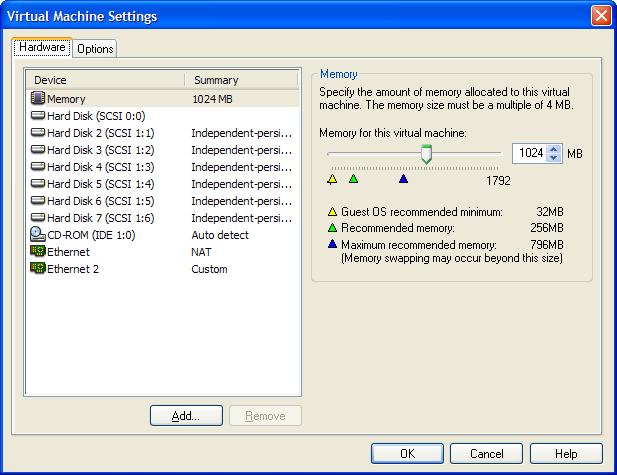 Virtual Machine Settings
Hardware Options
Device Summary
Memory 1024 MB
Hard Disk (SCSI 0:0)
Hard Disk 2 (SCSI 1:1) Independent-persi...
Hard Disk 3 (SCSI 1:2) Independent-persi...
Hard Disk 4 (SCSI 1:3) Independent-persi...
Hard Disk 5 (SCSI 1:4) Independent-persi...
Hard Disk 6 (SCSI 1:5) Independent-persi...
Hard Disk 7 (SCSI 1:6) Independent-persi...
CD-ROM (IDE 1:0) Auto detect
Ethernet NAT
Ethernet 2 Custom
Add... Remove
Memory
Specify the amount of memory allocated to this virtual
machine. The memory size must be a multiple of 4 MB.
Memory for this virtual machine:
1024 MB
1792
Guest OS recommended minimum: 32MB
Recommended memory: 256MB
Maximum recommended memory: 796MB
(Memory swapping may occur beyond this size)
OK Cancel Help